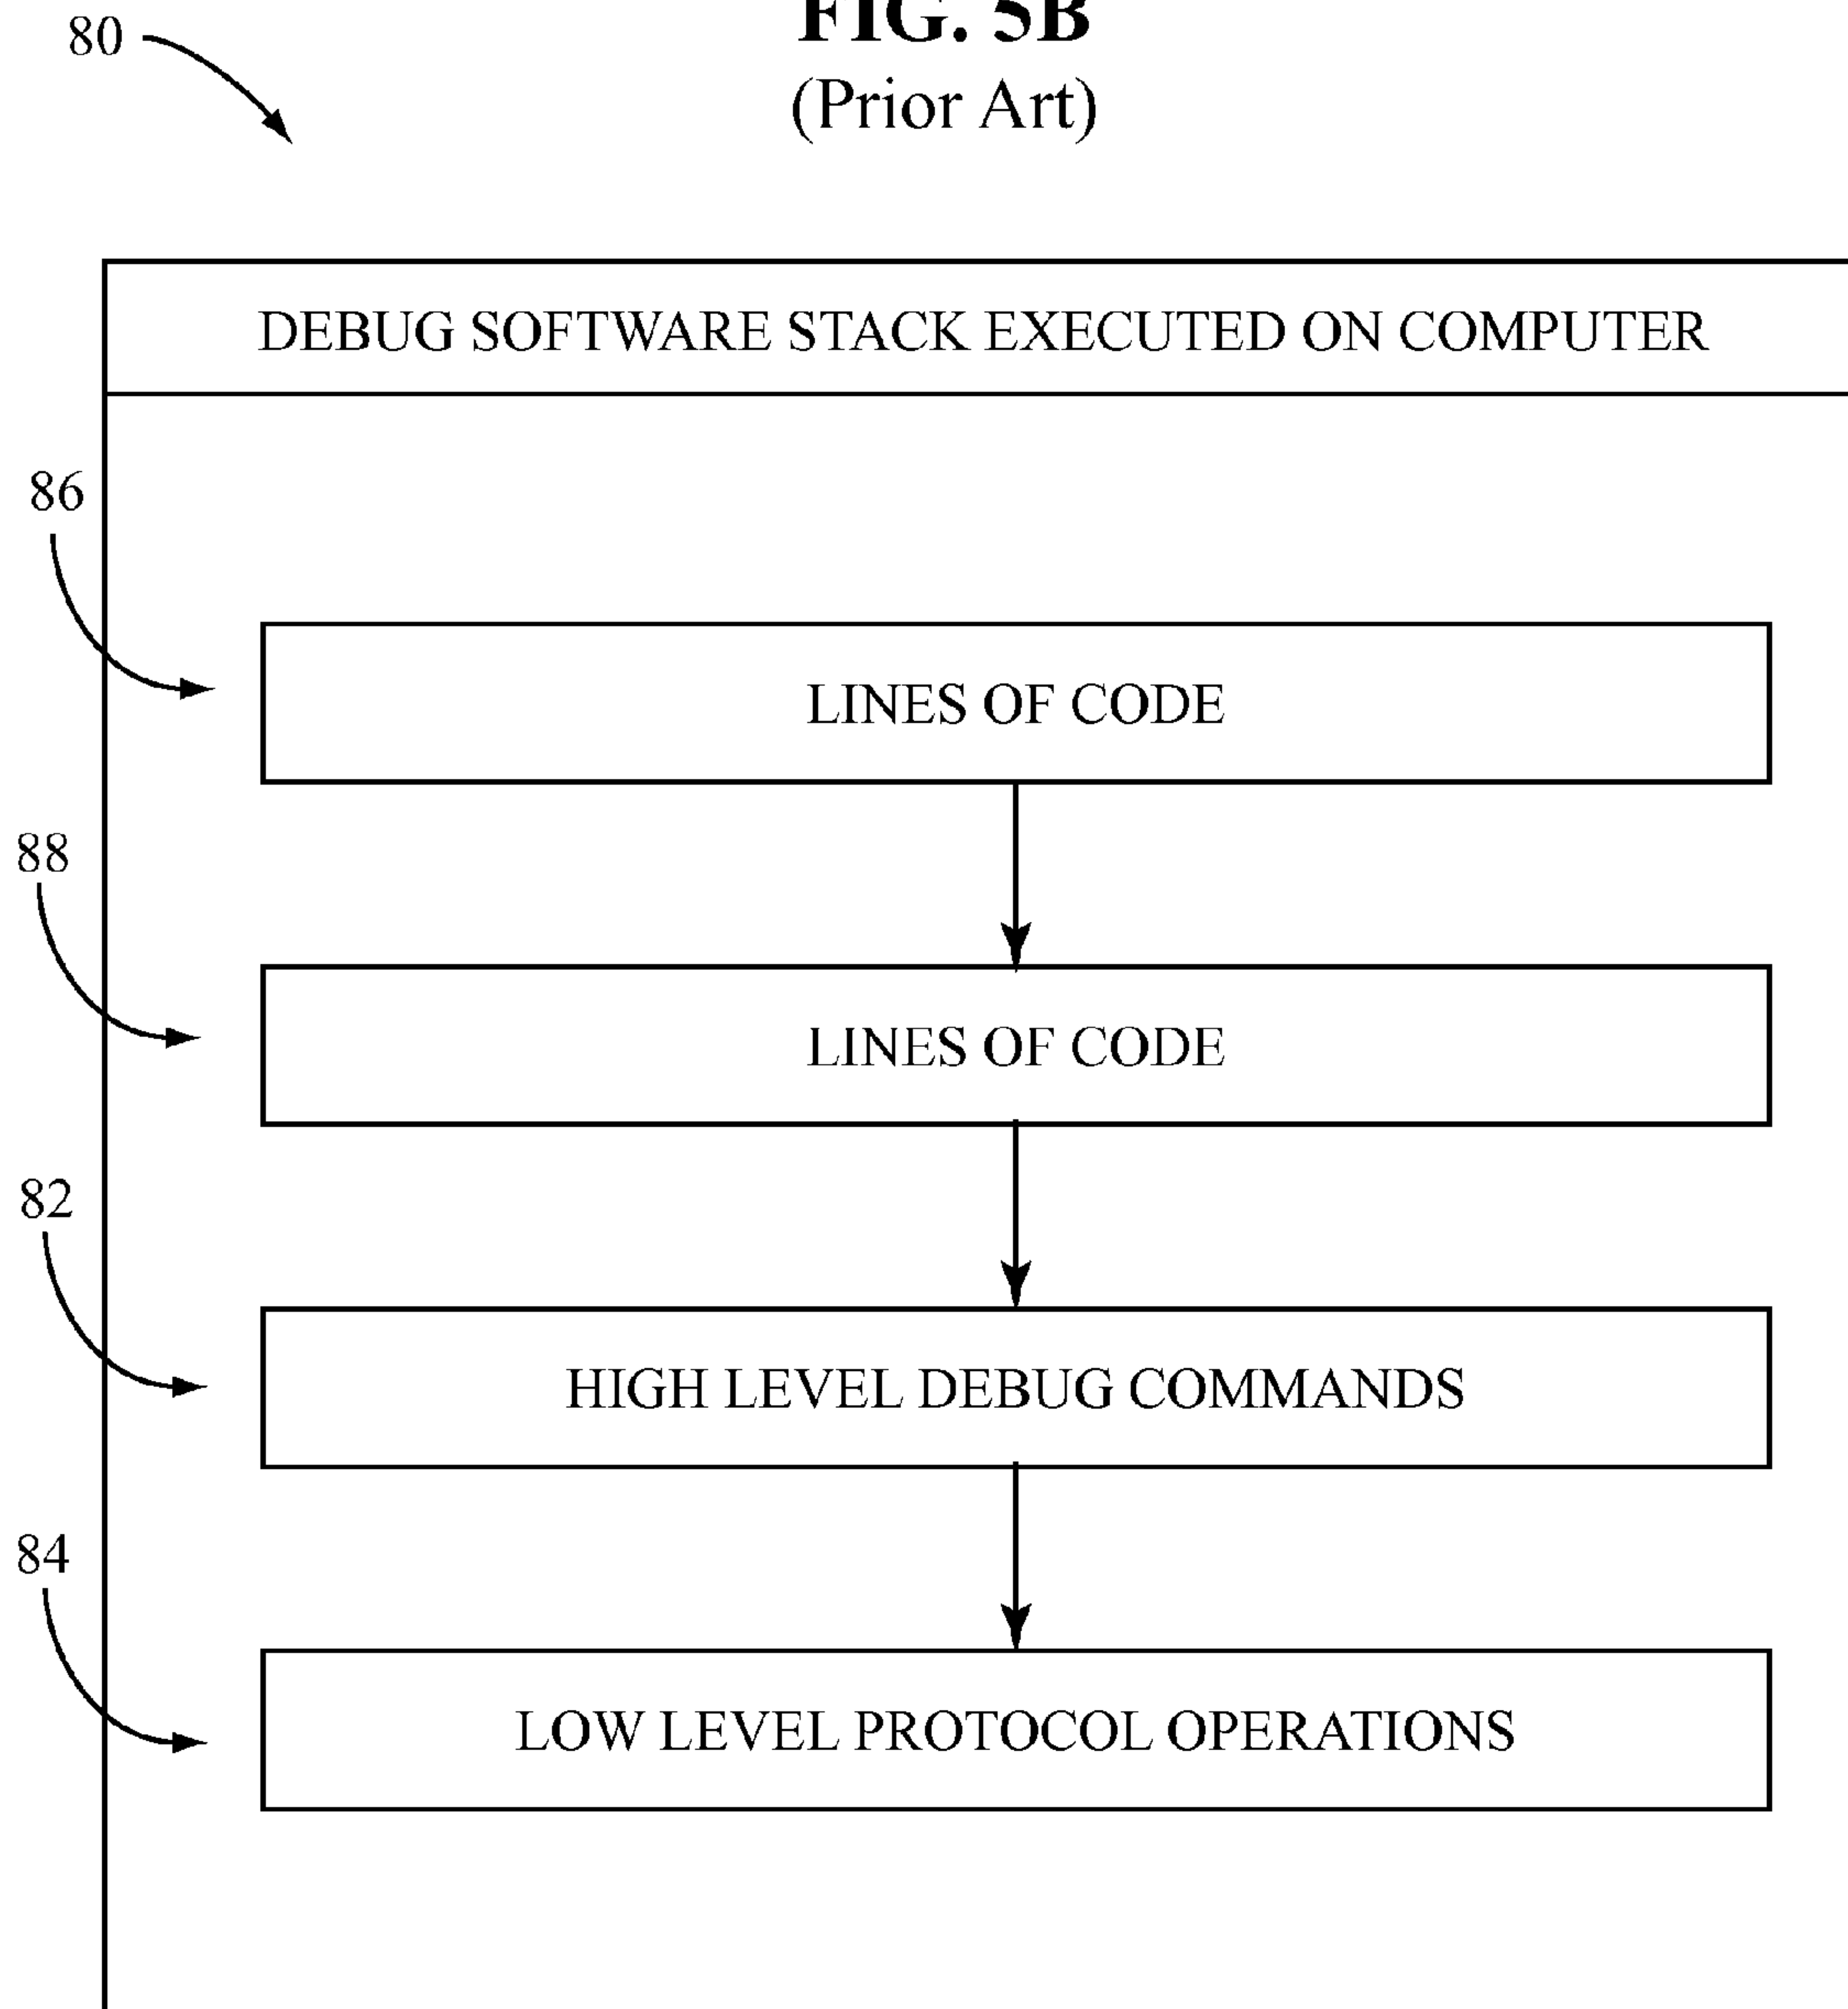 FIG. 5B
80
(Prior Art)
DEBUG SOFTWARE STACK EXECUTED ON COMPUTER
86
LINES OF CODE
88
LINES OF CODE
82
HIGH LEVEL DEBUG COMMANDS
84
LOW LEVEL PROTOCOL OPERATIONS